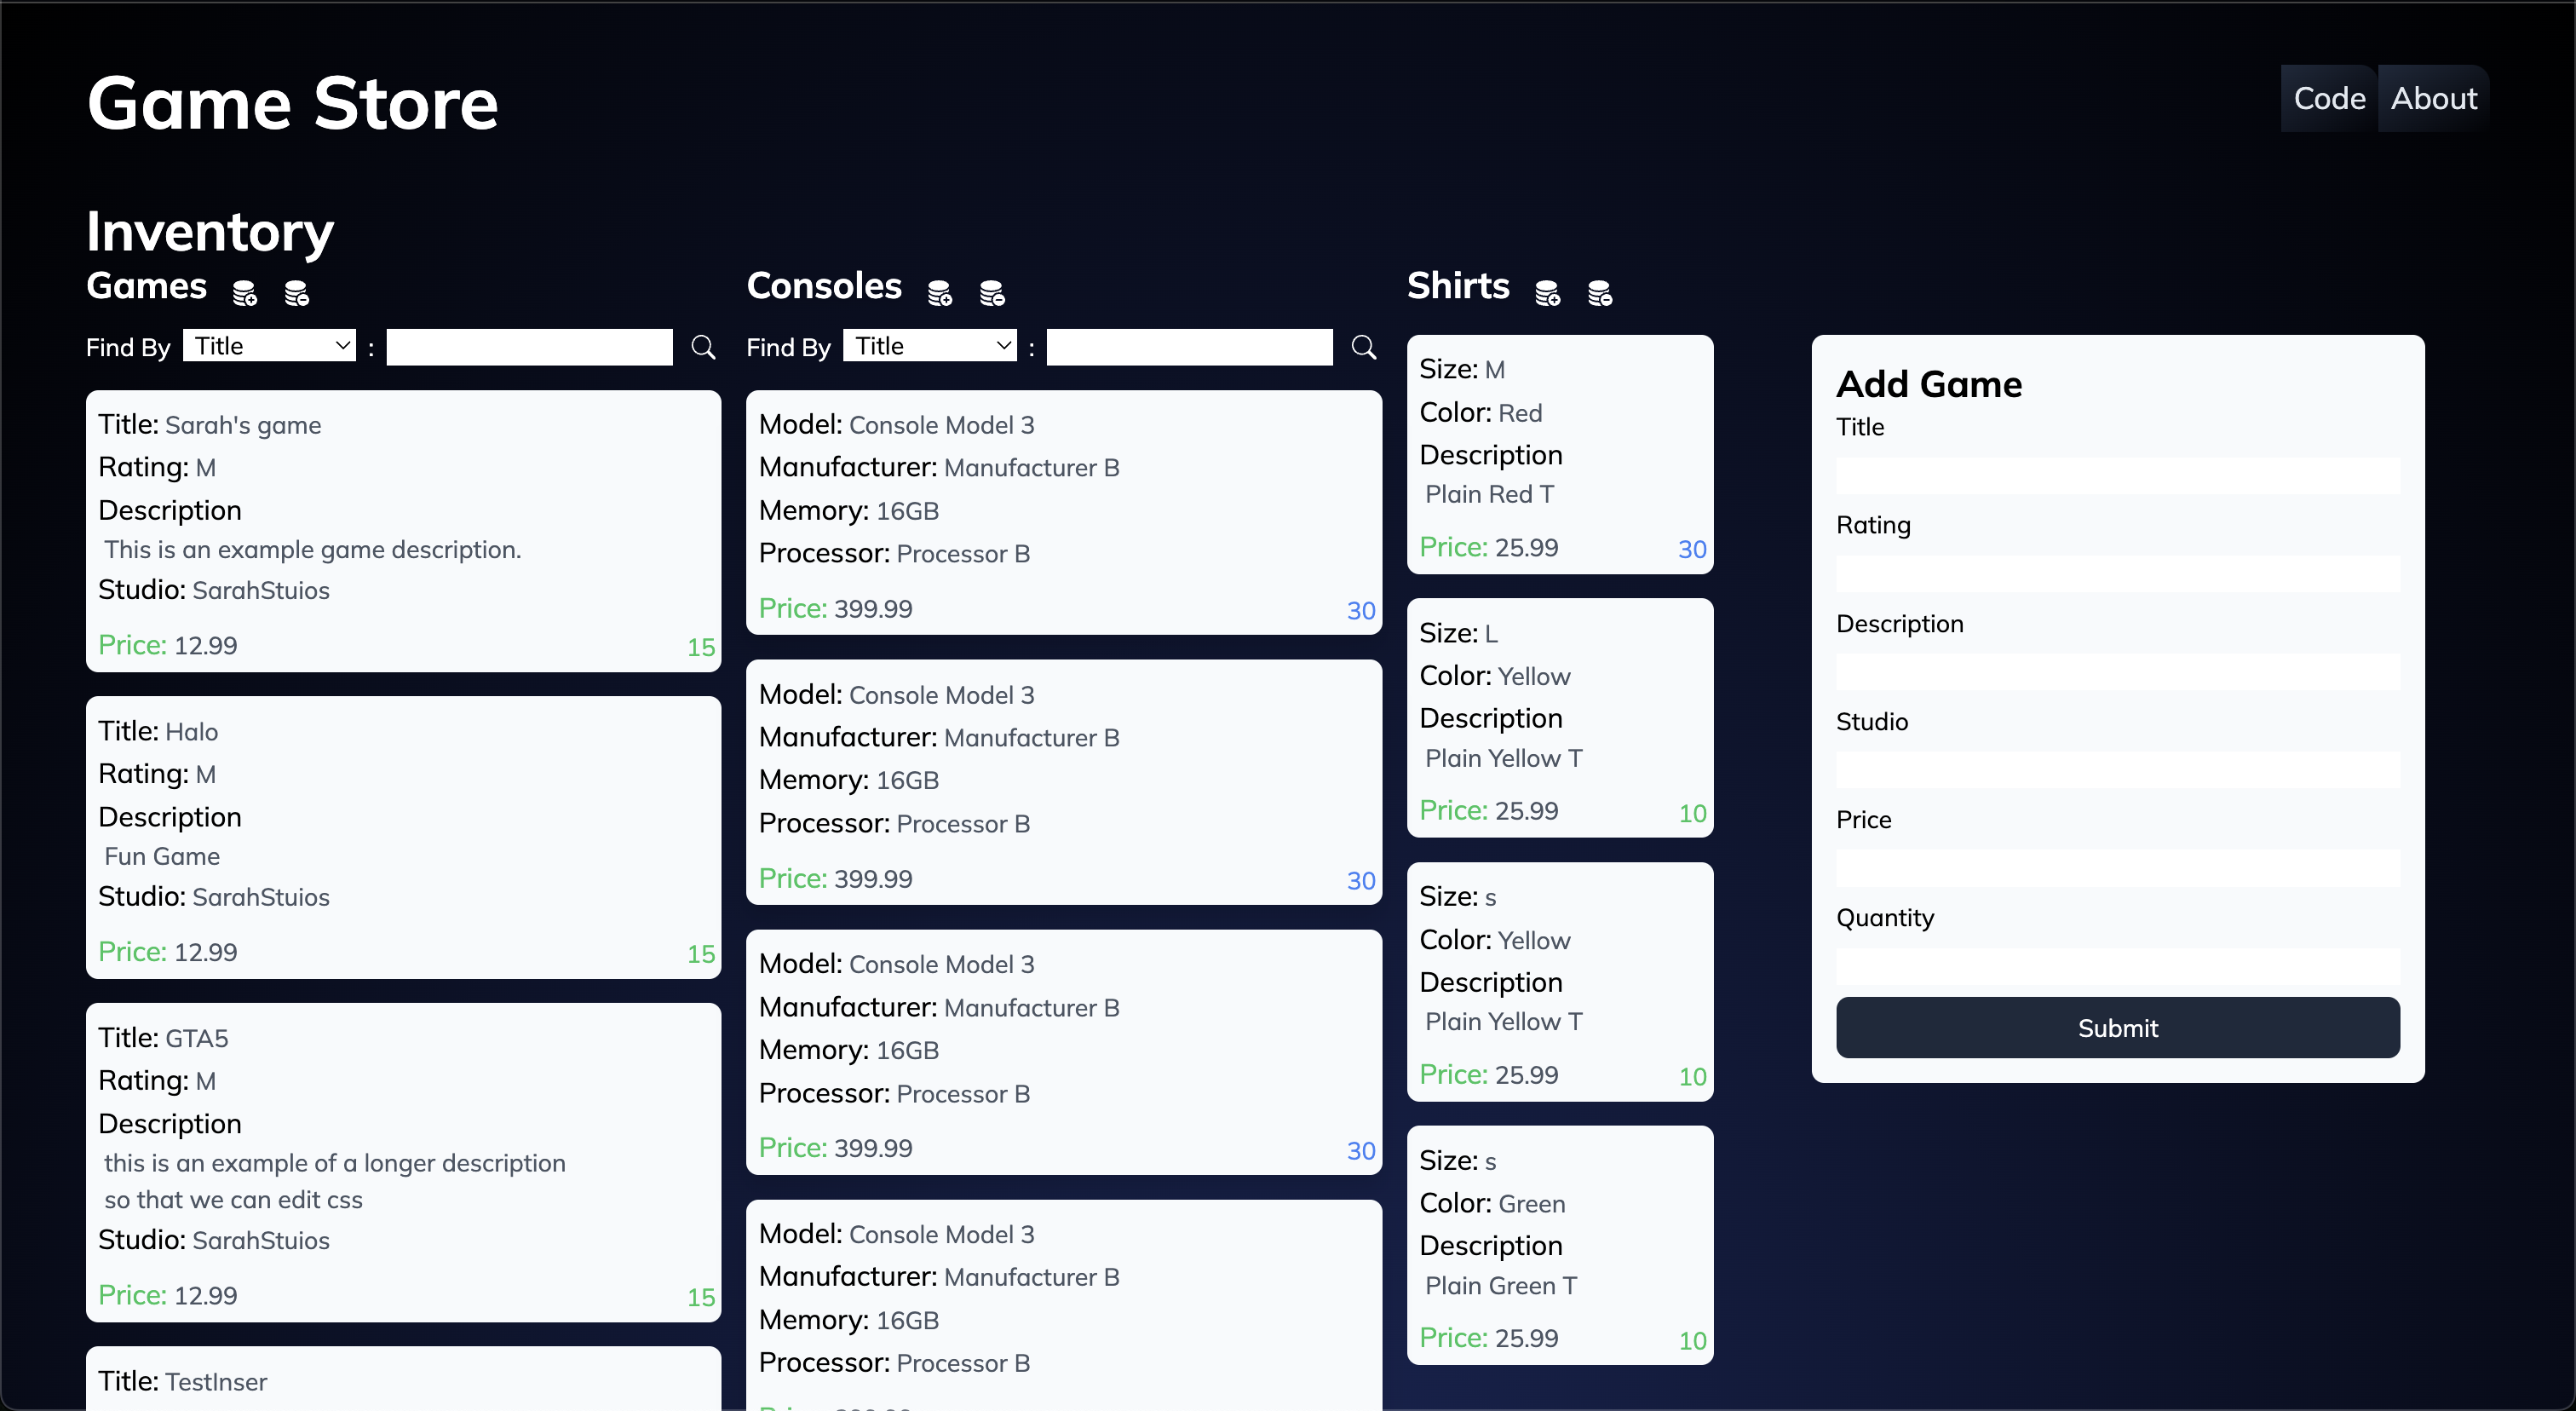 Game Store
Code
About
Inventory
Games
Find By Title :
Title: Sarah's game
Rating: M
Description
This is an example game description.
Studio: SarahStuios
Price: 12.99 15
Title: Halo
Rating: M
Description
Fun Game
Studio: SarahStuios
Price: 12.99 15
Title: GTA5
Rating: M
Description
this is an example of a longer description
so that we can edit css
Studio: SarahStuios
Price: 12.99 15
Title: TestInser
Consoles
Find By Title :
Model: Console Model 3
Manufacturer: Manufacturer B
Memory: 16GB
Processor: Processor B
Price: 399.99 30
Model: Console Model 3
Manufacturer: Manufacturer B
Memory: 16GB
Processor: Processor B
Price: 399.99 30
Model: Console Model 3
Manufacturer: Manufacturer B
Memory: 16GB
Processor: Processor B
Price: 399.99 30
Model: Console Model 3
Manufacturer: Manufacturer B
Memory: 16GB
Processor: Processor B
Shirts
Size: M
Color: Red
Description
Plain Red T
Price: 25.99 30
Size: L
Color: Yellow
Description
Plain Yellow T
Price: 25.99 10
Size: s
Color: Yellow
Description
Plain Yellow T
Price: 25.99 10
Size: s
Color: Green
Description
Plain Green T
Price: 25.99 10
Add Game
Title
Rating
Description
Studio
Price
Quantity
Submit